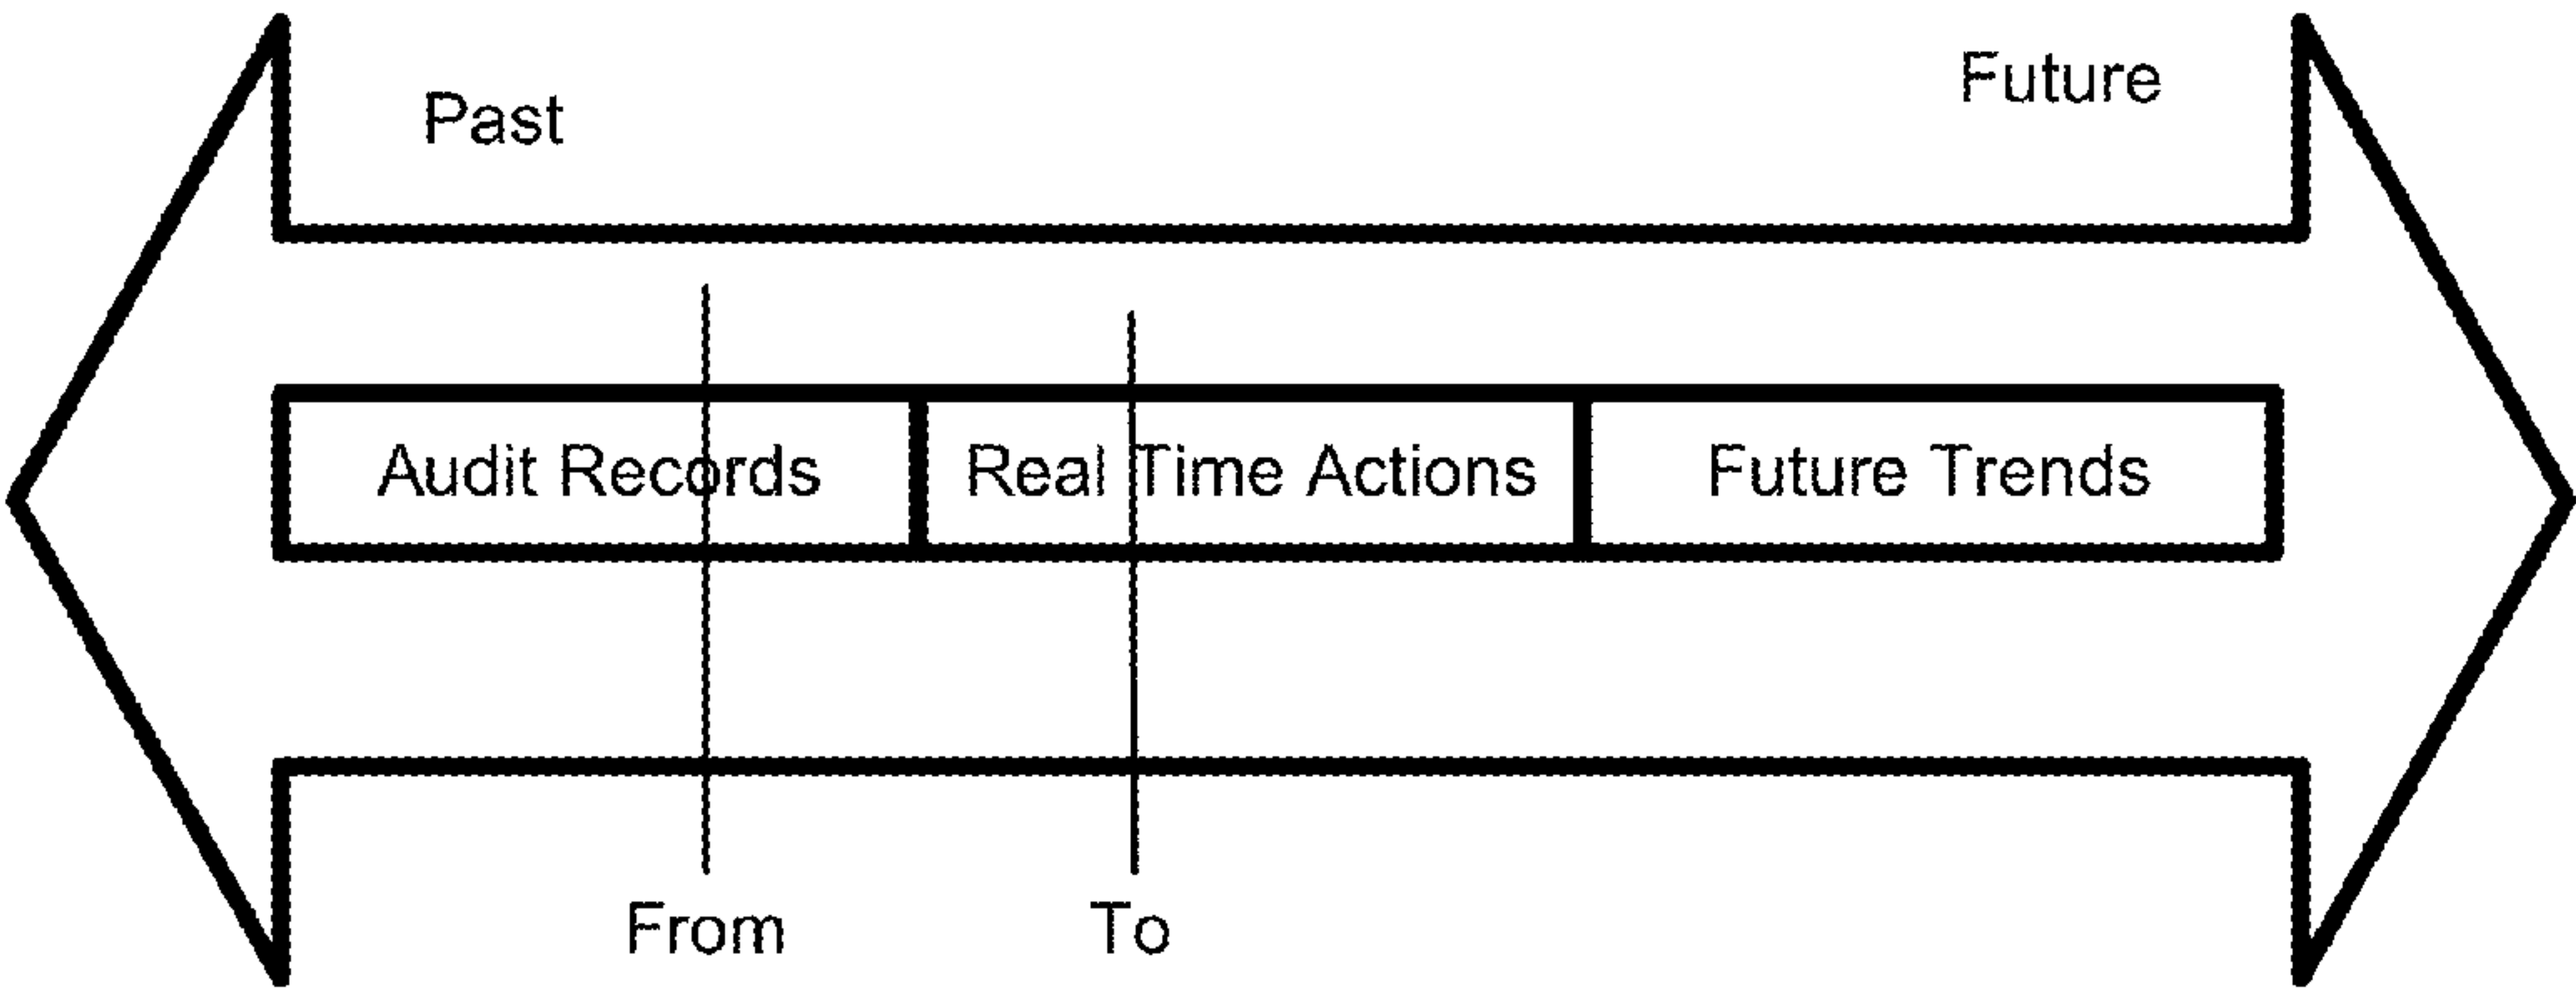 Past
Future
Audit Records
Real Time Actions
Future Trends
From
To